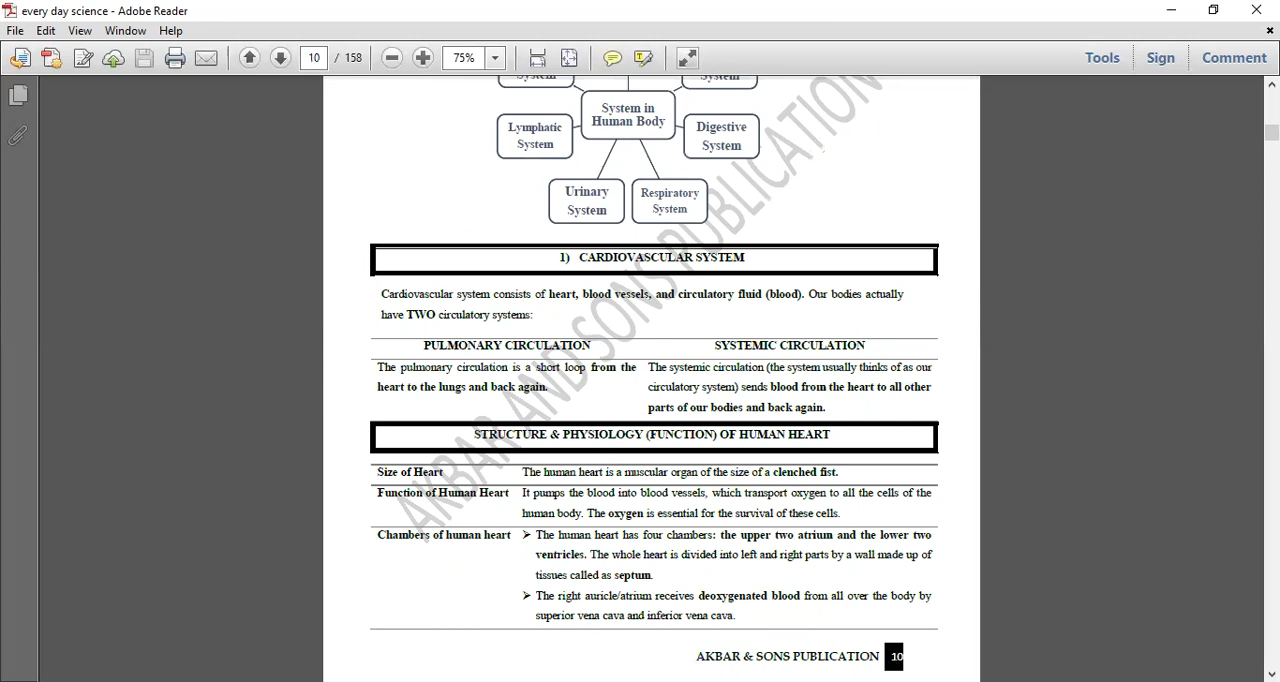 every day science - Adobe Reader
File Edit View Window Help
10 / 158 75% Tools Sign Comment
System System
System in
Human Body
Lymphatic
System
Digestive
System
Urinary
System
Respiratory
System
1) CARDIOVASCULAR SYSTEM
Cardiovascular system consists of heart, blood vessels, and circulatory fluid (blood). Our bodies actually
have TWO circulatory systems:
PULMONARY CIRCULATION SYSTEMIC CIRCULATION
The pulmonary circulation is a short loop from the
heart to the lungs and back again.
The systemic circulation (the system usually thinks of as our
circulatory system) sends blood from the heart to all other
parts of our bodies and back again.
STRUCTURE & PHYSIOLOGY (FUNCTION) OF HUMAN HEART
Size of Heart The human heart is a muscular organ of the size of a clenched fist.
Function of Human Heart It pumps the blood into blood vessels, which transport oxygen to all the cells of the
human body. The oxygen is essential for the survival of these cells.
Chambers of human heart ➢ The human heart has four chambers: the upper two atrium and the lower two
ventricles. The whole heart is divided into left and right parts by a wall made up of
tissues called as septum.
➢ The right auricle/atrium receives deoxygenated blood from all over the body by
superior vena cava and inferior vena cava.
AKBAR & SONS PUBLICATION 10
AKBAR AND SONS PUBLICATION